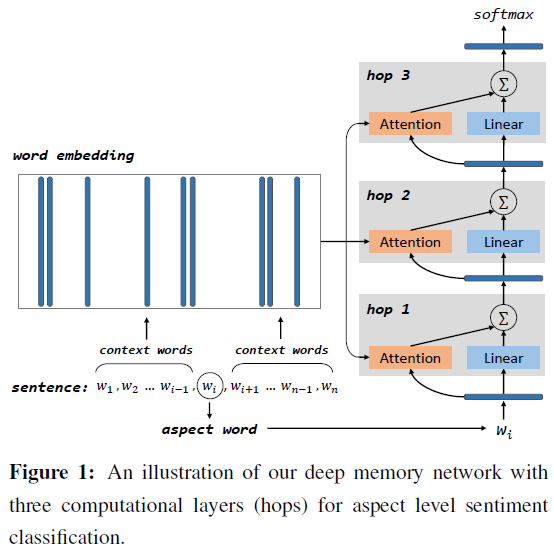 softmax
hop 3
Σ
Attention
Linear
word embedding
hop 2
Σ
Attention
Linear
hop 1
Σ
Attention
Linear
context words
context words
sentence: w₁, w₂ … wᵢ₋₁, wᵢ, wᵢ₊₁ … wₙ₋₁, wₙ
aspect word
wᵢ
Figure 1: An illustration of our deep memory network with
three computational layers (hops) for aspect level sentiment
classification.